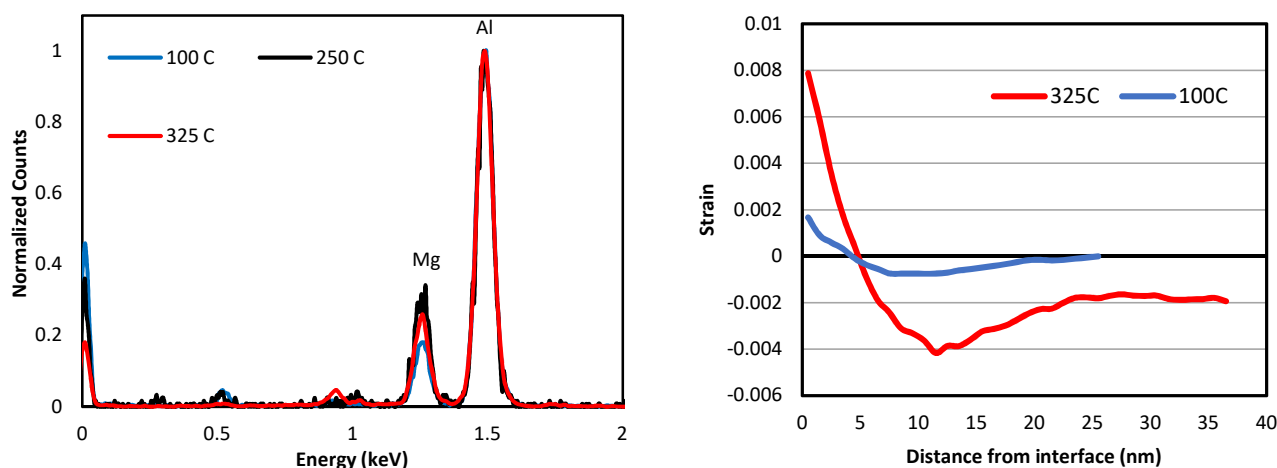 Al
1
100 C
250 C
0.8
325 C
0.6
0.4
Mg
0.2
0
0
0.5
1
1.5
2
Normalized Counts
Energy (keV)
0.01
0.008
325C
100C
0.006
0.004
0.002
0
-0.002
-0.004
-0.006
0
5
10
15
20
25
30
35
40
Strain
Distance from interface (nm)